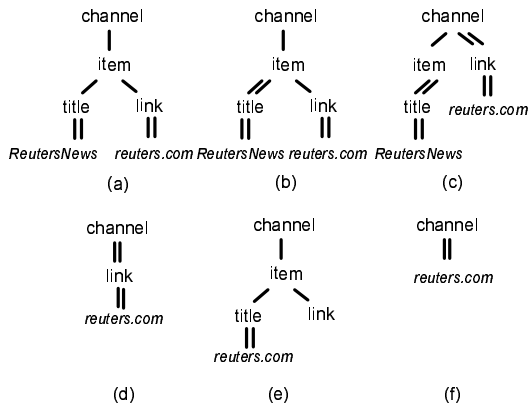 channel channel channel
item item item link
title link title link title reuters.com
ReutersNews reuters.com ReutersNews reuters.com ReutersNews
(a) (b) (c)
channel channel channel
link item reuters.com
reuters.com title link
reuters.com
(d) (e) (f)